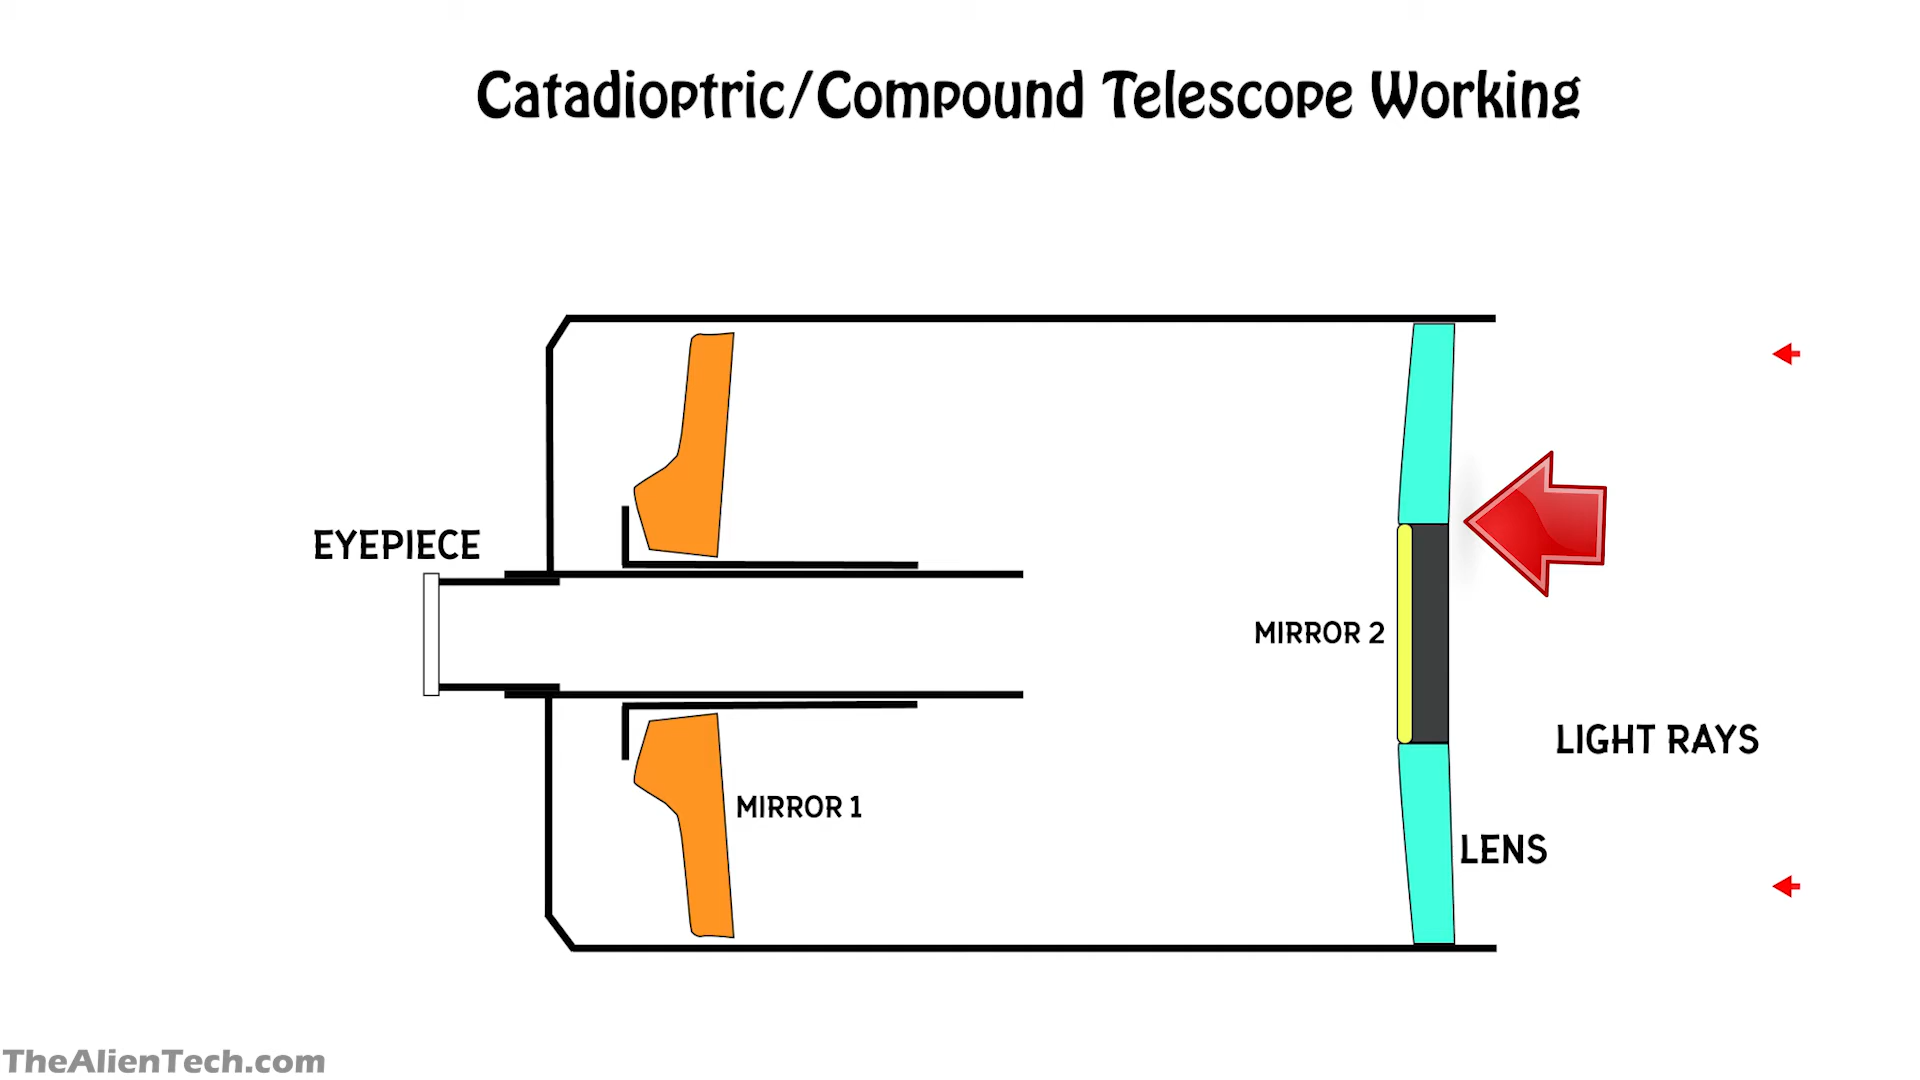 Catadioptric/Compound Telescope Working
EYEPIECE
MIRROR 2
LIGHT RAYS
MIRROR 1
LENS
TheAlienTech.com